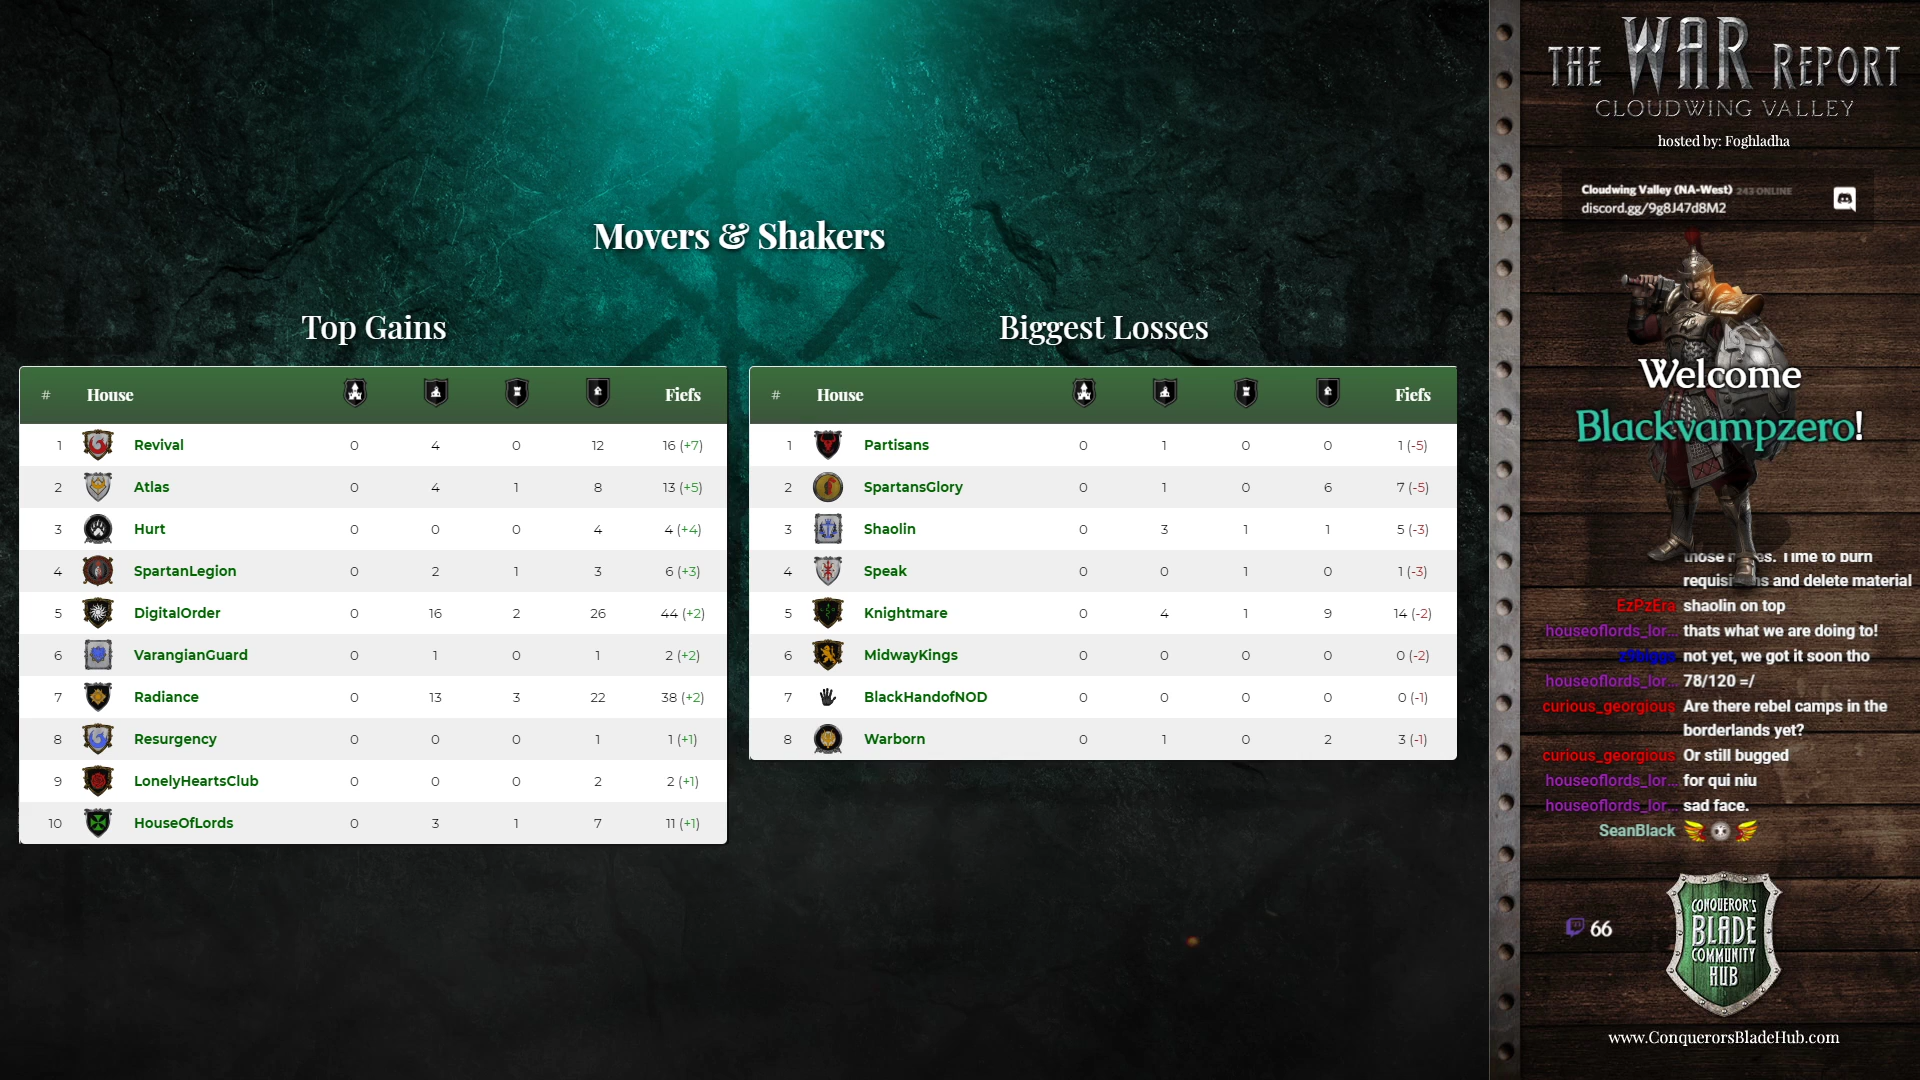 Movers & Shakers
Top Gains
# House Fiefs
1 Revival 0 4 0 12 16 (+7)
2 Atlas 0 4 1 8 13 (+5)
3 Hurt 0 0 0 4 4 (+4)
4 SpartanLegion 0 2 1 3 6 (+3)
5 DigitalOrder 0 16 2 26 44 (+2)
6 VarangianGuard 0 1 0 1 2 (+2)
7 Radiance 0 13 3 22 38 (+2)
8 Resurgency 0 0 0 1 1 (+1)
9 LonelyHeartsClub 0 0 0 2 2 (+1)
10 HouseOfLords 0 3 1 7 11 (+1)
Biggest Losses
# House Fiefs
1 Partisans 0 1 0 0 1 (-5)
2 SpartansGlory 0 1 0 6 7 (-5)
3 Shaolin 0 3 1 1 5 (-3)
4 Speak 0 0 1 0 1 (-3)
5 Knightmare 0 4 1 9 14 (-2)
6 MidwayKings 0 0 0 0 0 (-2)
7 BlackHandofNOD 0 0 0 0 0 (-1)
8 Warborn 0 1 0 2 3 (-1)
THE WAR REPORT
CLOUDWING VALLEY
hosted by: Foghladha
Cloudwing Valley (NA-West) 243 ONLINE
discord.gg/9g8J47d8M2
Welcome
Blackvampzero!
those Time to burn
and delete material
EzPzEra shaolin on top
houseoflords_lor... thats what we are doing to!
not yet, we got it soon tho
houseoflords_lor... 78/120 =/
curious_georgious Are there rebel camps in the
borderlands yet?
curious_georgious Or still bugged
houseoflords_lor... for qui niu
houseoflords_lor... sad face.
SeanBlack
66
CONQUEROR'S
BLADE
COMMUNITY
HUB
www.ConquerorsBladeHub.com